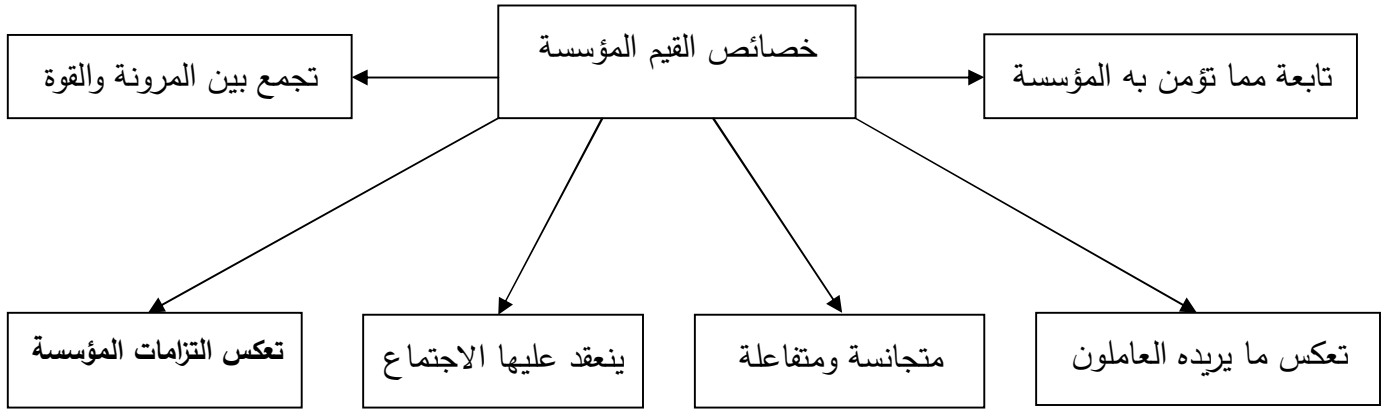 خصائص القيم المؤسسة
تابعة مما تؤمن به المؤسسة
تجمع بين المرونة والقوة
تعكس ما يريده العاملون
متجانسة ومتفاعلة
ينعقد عليها الاجتماع
تعكس التزامات المؤسسة